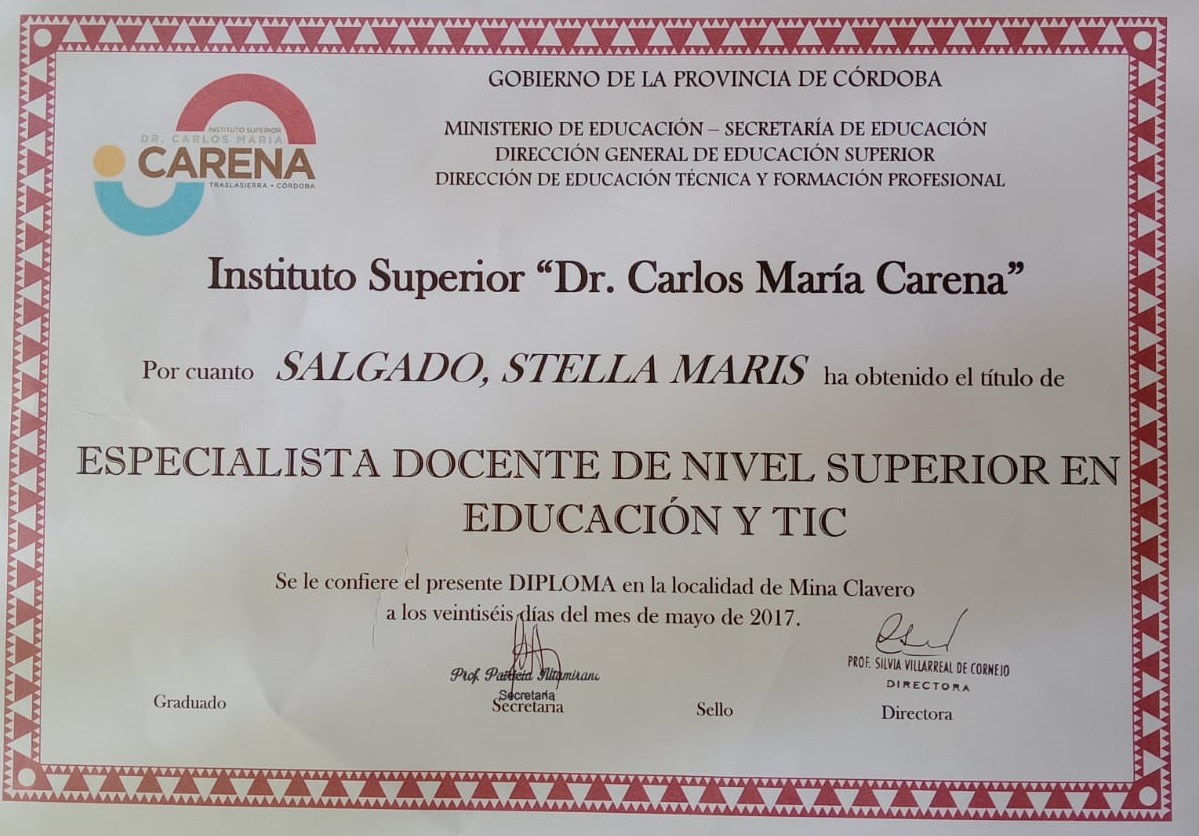 INSTITUTO SUPERIOR
DR. CARLOS MARÍA
CARENA
TRASLASIERRA • CÓRDOBA
GOBIERNO DE LA PROVINCIA DE CÓRDOBA
MINISTERIO DE EDUCACIÓN – SECRETARÍA DE EDUCACIÓN
DIRECCIÓN GENERAL DE EDUCACIÓN SUPERIOR
DIRECCIÓN DE EDUCACIÓN TÉCNICA Y FORMACIÓN PROFESIONAL
Instituto Superior “Dr. Carlos María Carena”
Por cuanto SALGADO, STELLA MARIS ha obtenido el título de
ESPECIALISTA DOCENTE DE NIVEL SUPERIOR EN
EDUCACIÓN Y TIC
Se le confiere el presente DIPLOMA en la localidad de Mina Clavero
a los veintiséis días del mes de mayo de 2017.
Prof.
Secretaria
Secretaria
PROF. SILVIA VILLARREAL DE CORNEJO
DIRECTORA
Graduado
Sello
Directora